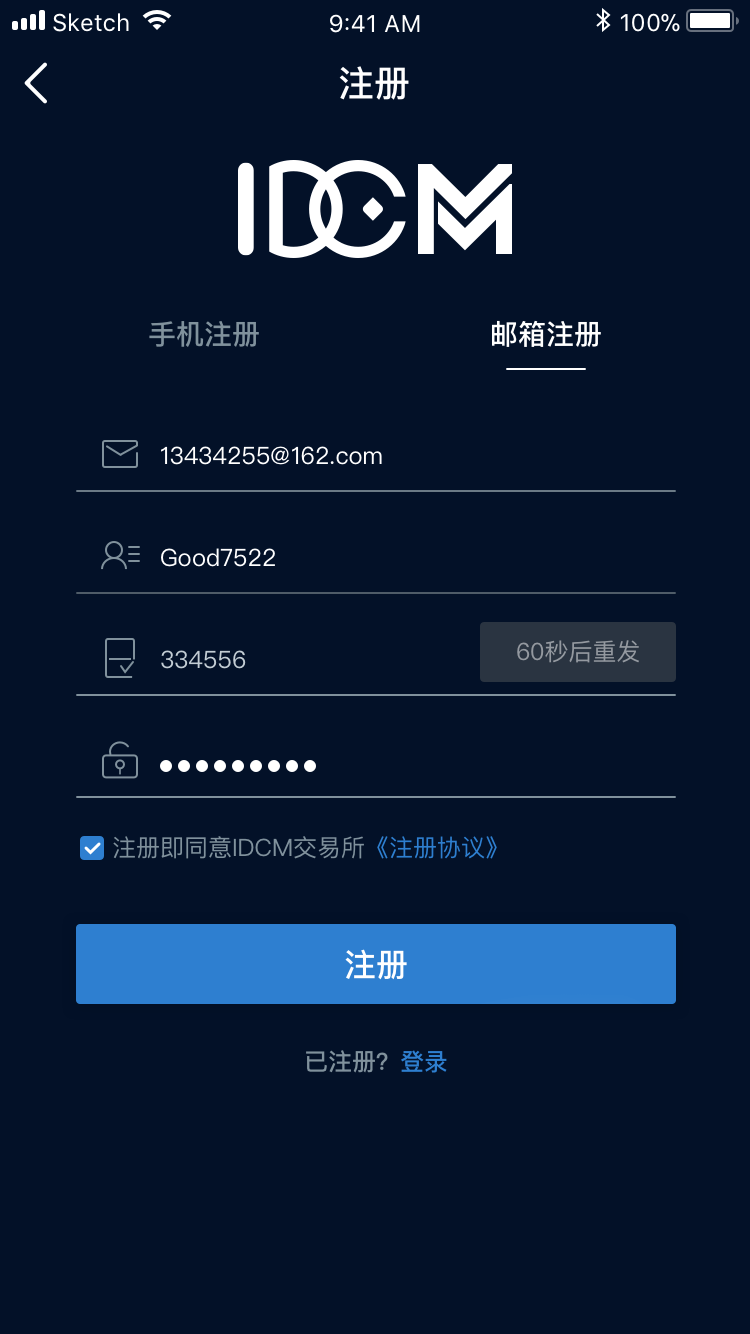 Sketch 9:41 AM 100%
注册
IDCM
手机注册 邮箱注册
13434255@162.com
Good7522
334556 60秒后重发
注册即同意IDCM交易所《注册协议》
注册
已注册? 登录